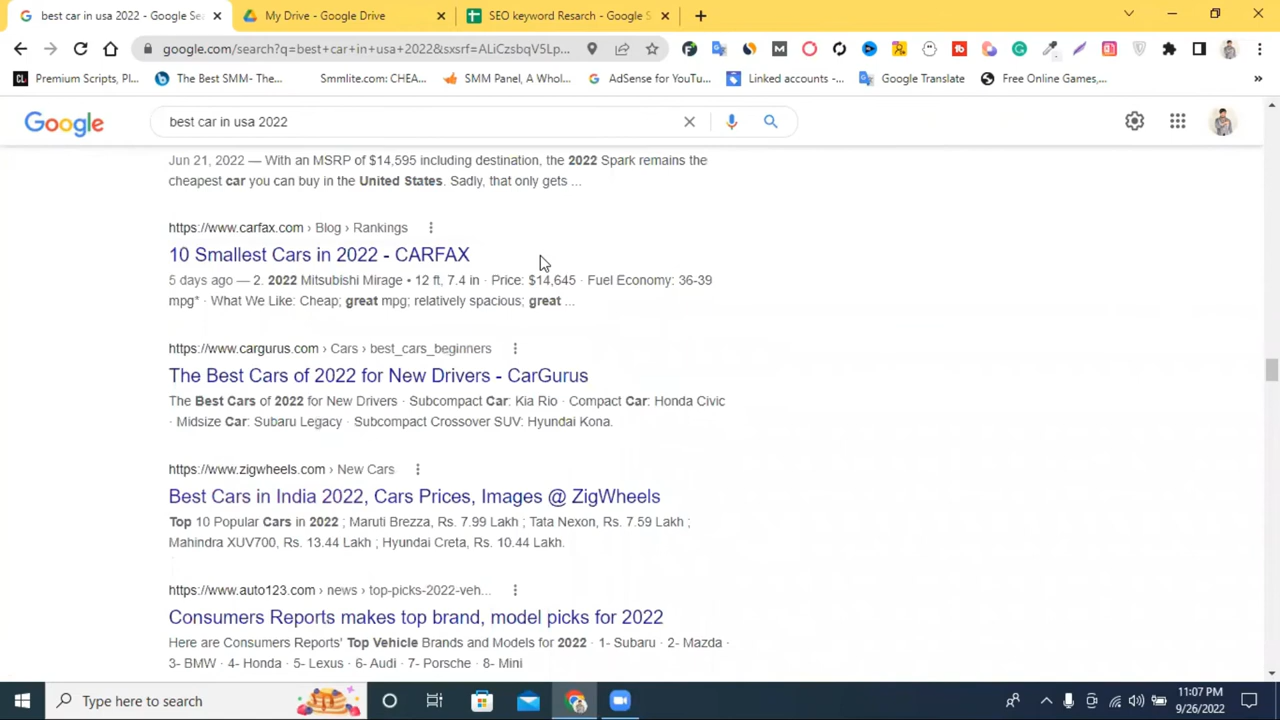 best car in usa 2022 - Google Sea
My Drive - Google Drive
SEO keyword Resarch - Google S
google.com/search?q=best+car+in+usa+2022&sxsrf=ALiCzsbqV5Lp...
Premium Scripts, Pl...
The Best SMM- The...
Smmlite.com: CHEA...
SMM Panel, A Whol...
AdSense for YouTu...
Linked accounts -...
Google Translate
Free Online Games,...
»
Google
best car in usa 2022
Jun 21, 2022 — With an MSRP of $14,595 including destination, the 2022 Spark remains the
cheapest car you can buy in the United States. Sadly, that only gets ...
https://www.carfax.com › Blog › Rankings
10 Smallest Cars in 2022 - CARFAX
5 days ago — 2. 2022 Mitsubishi Mirage • 12 ft, 7.4 in · Price: $14,645 · Fuel Economy: 36-39
mpg* · What We Like: Cheap; great mpg; relatively spacious; great ...
https://www.cargurus.com › Cars › best_cars_beginners
The Best Cars of 2022 for New Drivers - CarGurus
The Best Cars of 2022 for New Drivers · Subcompact Car: Kia Rio · Compact Car: Honda Civic
· Midsize Car: Subaru Legacy · Subcompact Crossover SUV: Hyundai Kona.
https://www.zigwheels.com › New Cars
Best Cars in India 2022, Cars Prices, Images @ ZigWheels
Top 10 Popular Cars in 2022 ; Maruti Brezza, Rs. 7.99 Lakh ; Tata Nexon, Rs. 7.59 Lakh ;
Mahindra XUV700, Rs. 13.44 Lakh ; Hyundai Creta, Rs. 10.44 Lakh.
https://www.auto123.com › news › top-picks-2022-veh...
Consumers Reports makes top brand, model picks for 2022
Here are Consumers Reports' Top Vehicle Brands and Models for 2022 · 1- Subaru · 2- Mazda ·
3- BMW · 4- Honda · 5- Lexus · 6- Audi · 7- Porsche · 8- Mini
Type here to search
11:07 PM
9/26/2022